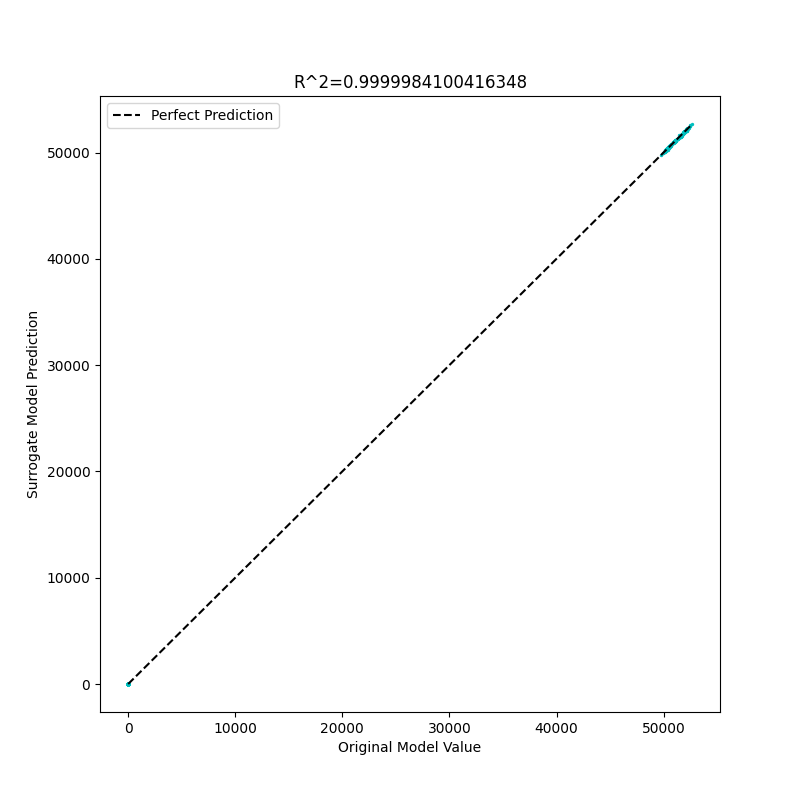 R^2=0.9999984100416348
Perfect Prediction
50000
40000
30000
20000
10000
0
Surrogate Model Prediction
0 10000 20000 30000 40000 50000
Original Model Value